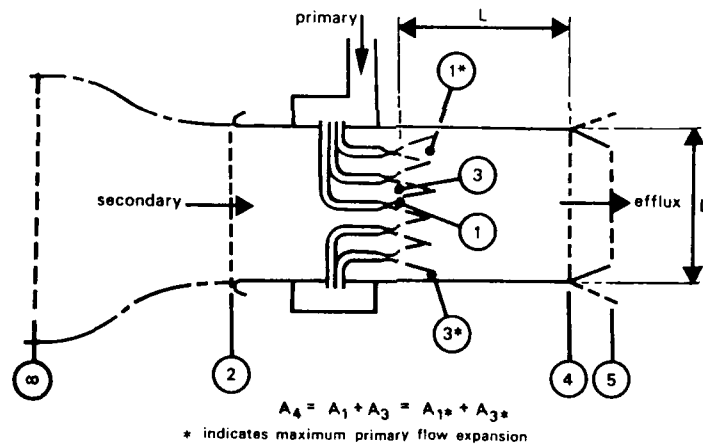 primary
L
1*
3
secondary
1
efflux
3*
∞
2
4
5
A₄ = A₁ + A₃ = A₁* + A₃*
* indicates maximum primary flow expansion